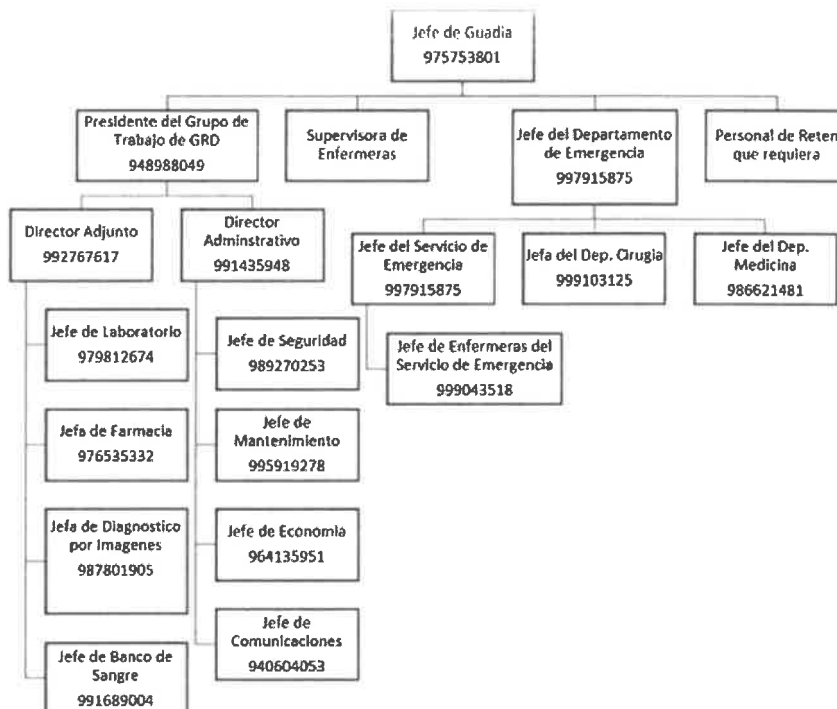 Jefe de Guadia
975753801
Presidente del Grupo de
Trabajo de GRD
948988049
Supervisora de
Enfermeras
Jefe del Departamento
de Emergencia
997915875
Personal de Reten
que requiera
Director Adjunto
992767617
Director
Adminstrativo
991435948
Jefe del Servicio de
Emergencia
997915875
Jefa del Dep. Cirugia
999103125
Jefe del Dep.
Medicina
986621481
Jefe de Laboratorio
979812674
Jefe de Seguridad
989270253
Jefe de Enfermeras del
Servicio de Emergencia
999043518
Jefa de Farmacia
976535332
Jefe de
Mantenimiento
995919278
Jefa de Diagnostico
por Imagenes
987801905
Jefe de Economia
964135951
Jefe de Banco de
Sangre
991689004
Jefe de
Comunicaciones
940604053